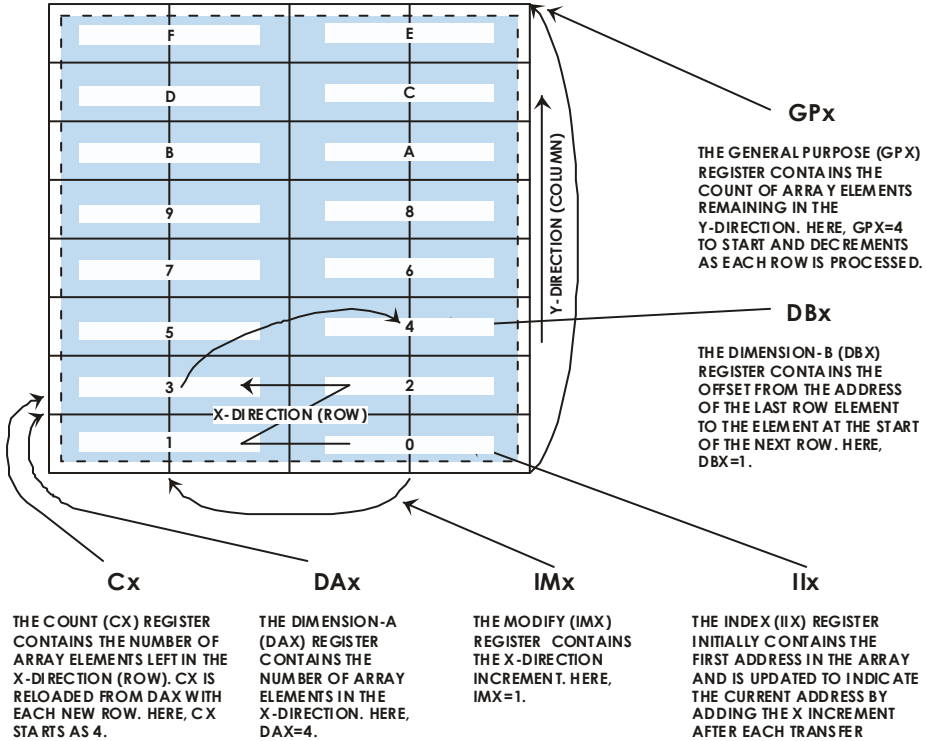 F
E
D
C
B
A
9
8
7
6
5
4
3
2
X-DIRECTION (ROW)
1
0
Y-DIRECTION (COLUMN)
GPx
THE GENERAL PURPOSE (GPX)
REGISTER CONTAINS THE
COUNT OF ARRAY ELEMENTS
REMAINING IN THE
Y-DIRECTION. HERE, GPX=4
TO START AND DECREMENTS
AS EACH ROW IS PROCESSED.
DBx
THE DIMENSION-B (DBX)
REGISTER CONTAINS THE
OFFSET FROM THE ADDRESS
OF THE LAST ROW ELEMENT
TO THE ELEMENT AT THE START
OF THE NEXT ROW. HERE,
DBX=1.
Cx
THE COUNT (CX) REGISTER
CONTAINS THE NUMBER OF
ARRAY ELEMENTS LEFT IN THE
X-DIRECTION (ROW). CX IS
RELOADED FROM DAX WITH
EACH NEW ROW. HERE, CX
STARTS AS 4.
DAx
THE DIMENSION-A
(DAX) REGISTER
CONTAINS THE
NUMBER OF ARRAY
ELEMENTS IN THE
X-DIRECTION. HERE,
DAX=4.
IMx
THE MODIFY (IMX)
REGISTER CONTAINS
THE X-DIRECTION
INCREMENT. HERE,
IMX=1.
IIx
THE INDEX (IIX) REGISTER
INITIALLY CONTAINS THE
FIRST ADDRESS IN THE ARRAY
AND IS UPDATED TO INDICATE
THE CURRENT ADDRESS BY
ADDING THE X INCREMENT
AFTER EACH TRANSFER